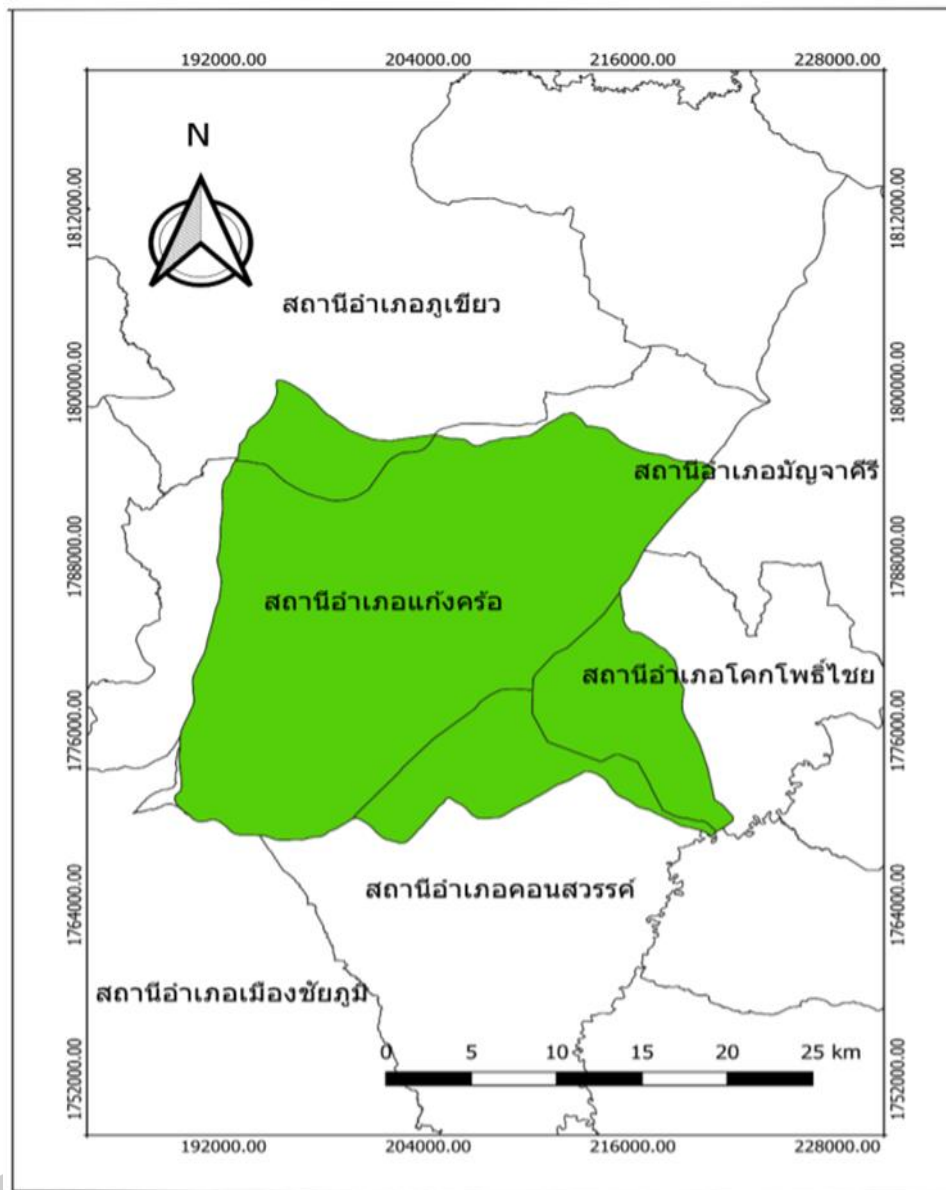 192000.00 204000.00 216000.00 228000.00
N
1812000.00 1812000.00
สถานีอำเภอภูเขียว
1800000.00 1800000.00
สถานีอำเภอมัญจาคีรี
1788000.00 1788000.00
สถานีอำเภอแก้งคร้อ
สถานีอำเภอโคกโพธิ์ไชย
1776000.00 1776000.00
สถานีอำเภอคอนสวรรค์
1764000.00 1764000.00
สถานีอำเภอเมืองชัยภูมิ
0 5 10 15 20 25 km
1752000.00 1752000.00
192000.00 204000.00 216000.00 228000.00